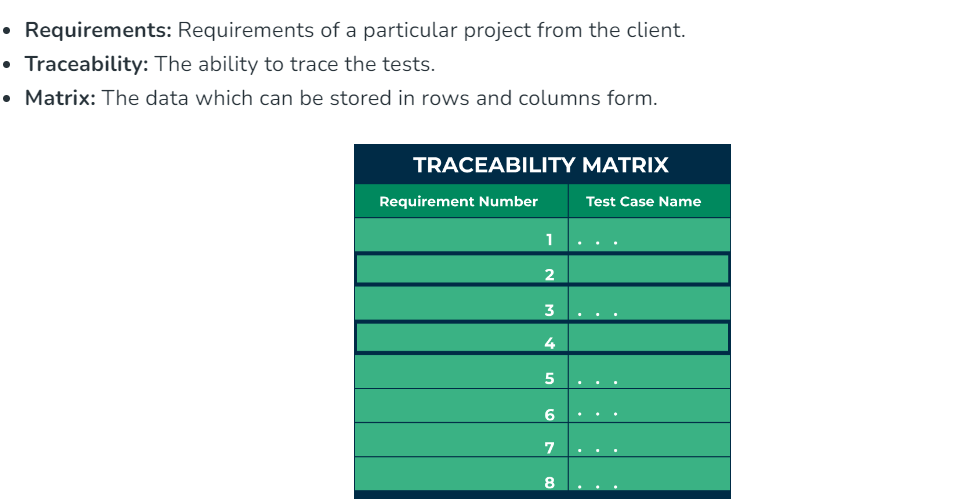 • Requirements: Requirements of a particular project from the client.
• Traceability: The ability to trace the tests.
• Matrix: The data which can be stored in rows and columns form.
TRACEABILITY MATRIX
Requirement Number Test Case Name
1 . . .
2
3 . . .
4
5 . . .
6 . . .
7 . . .
8 . . .